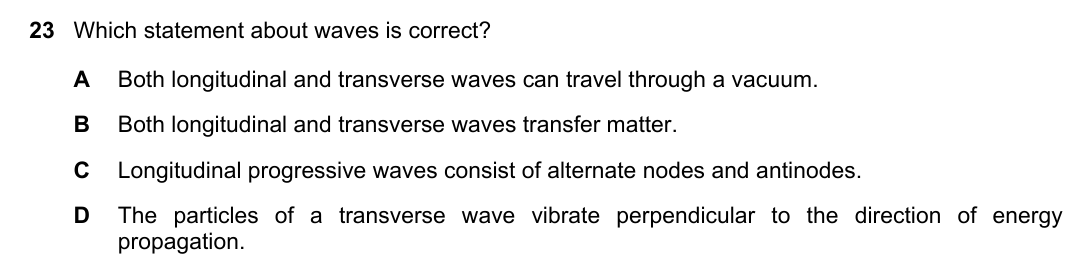 23 Which statement about waves is correct?
A Both longitudinal and transverse waves can travel through a vacuum.
B Both longitudinal and transverse waves transfer matter.
C Longitudinal progressive waves consist of alternate nodes and antinodes.
D The particles of a transverse wave vibrate perpendicular to the direction of energy
propagation.